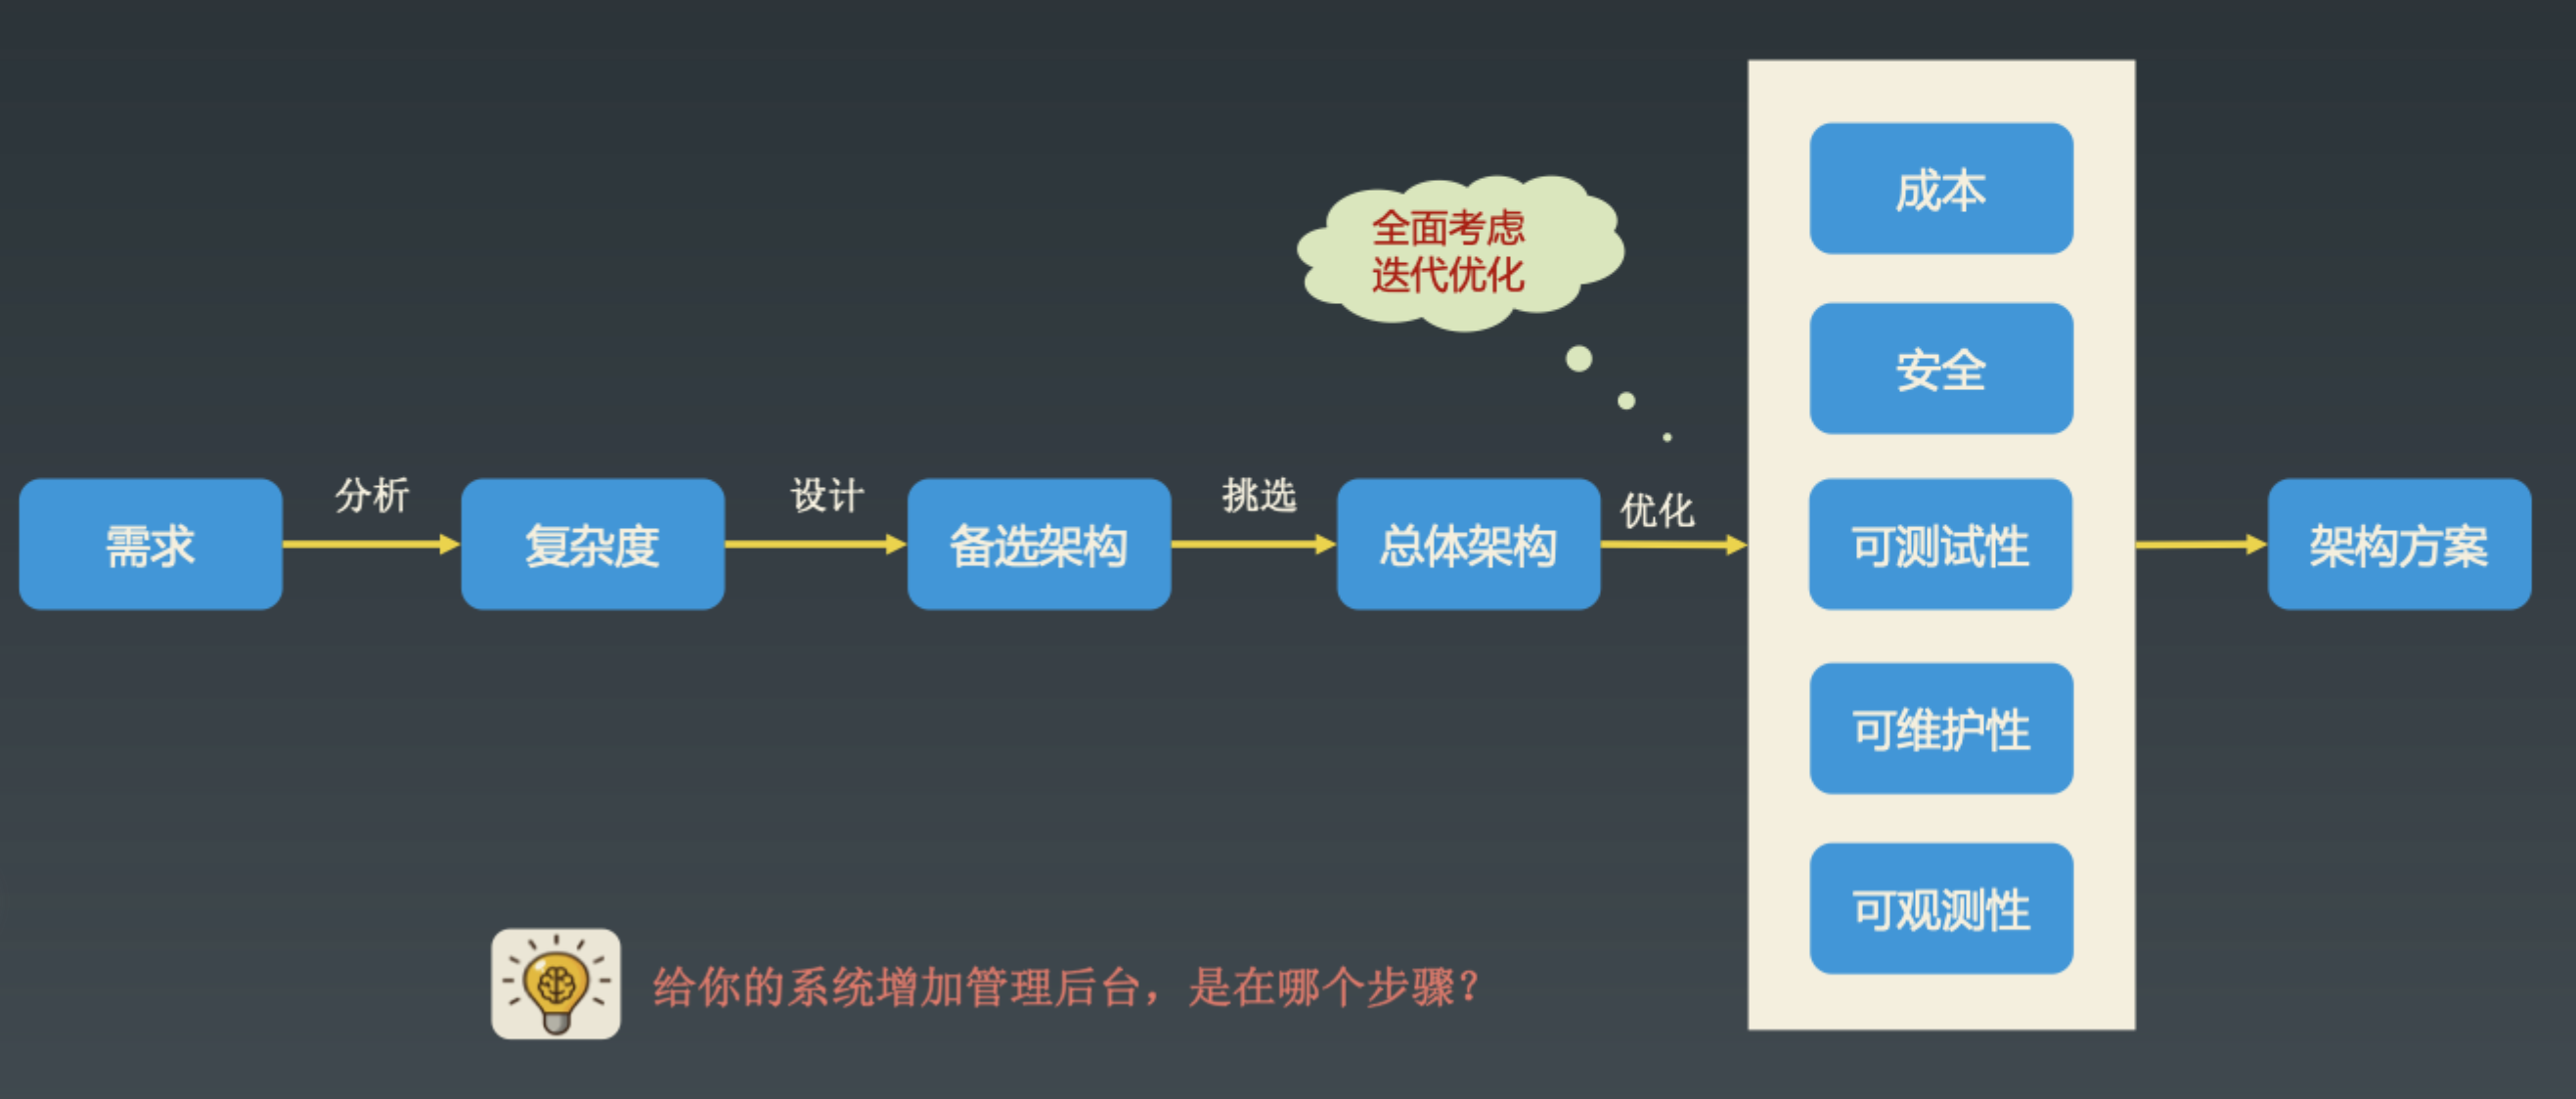 需求
分析
复杂度
设计
备选架构
挑选
总体架构
优化
全面考虑
迭代优化
成本
安全
可测试性
可维护性
可观测性
架构方案
给你的系统增加管理后台，是在哪个步骤？